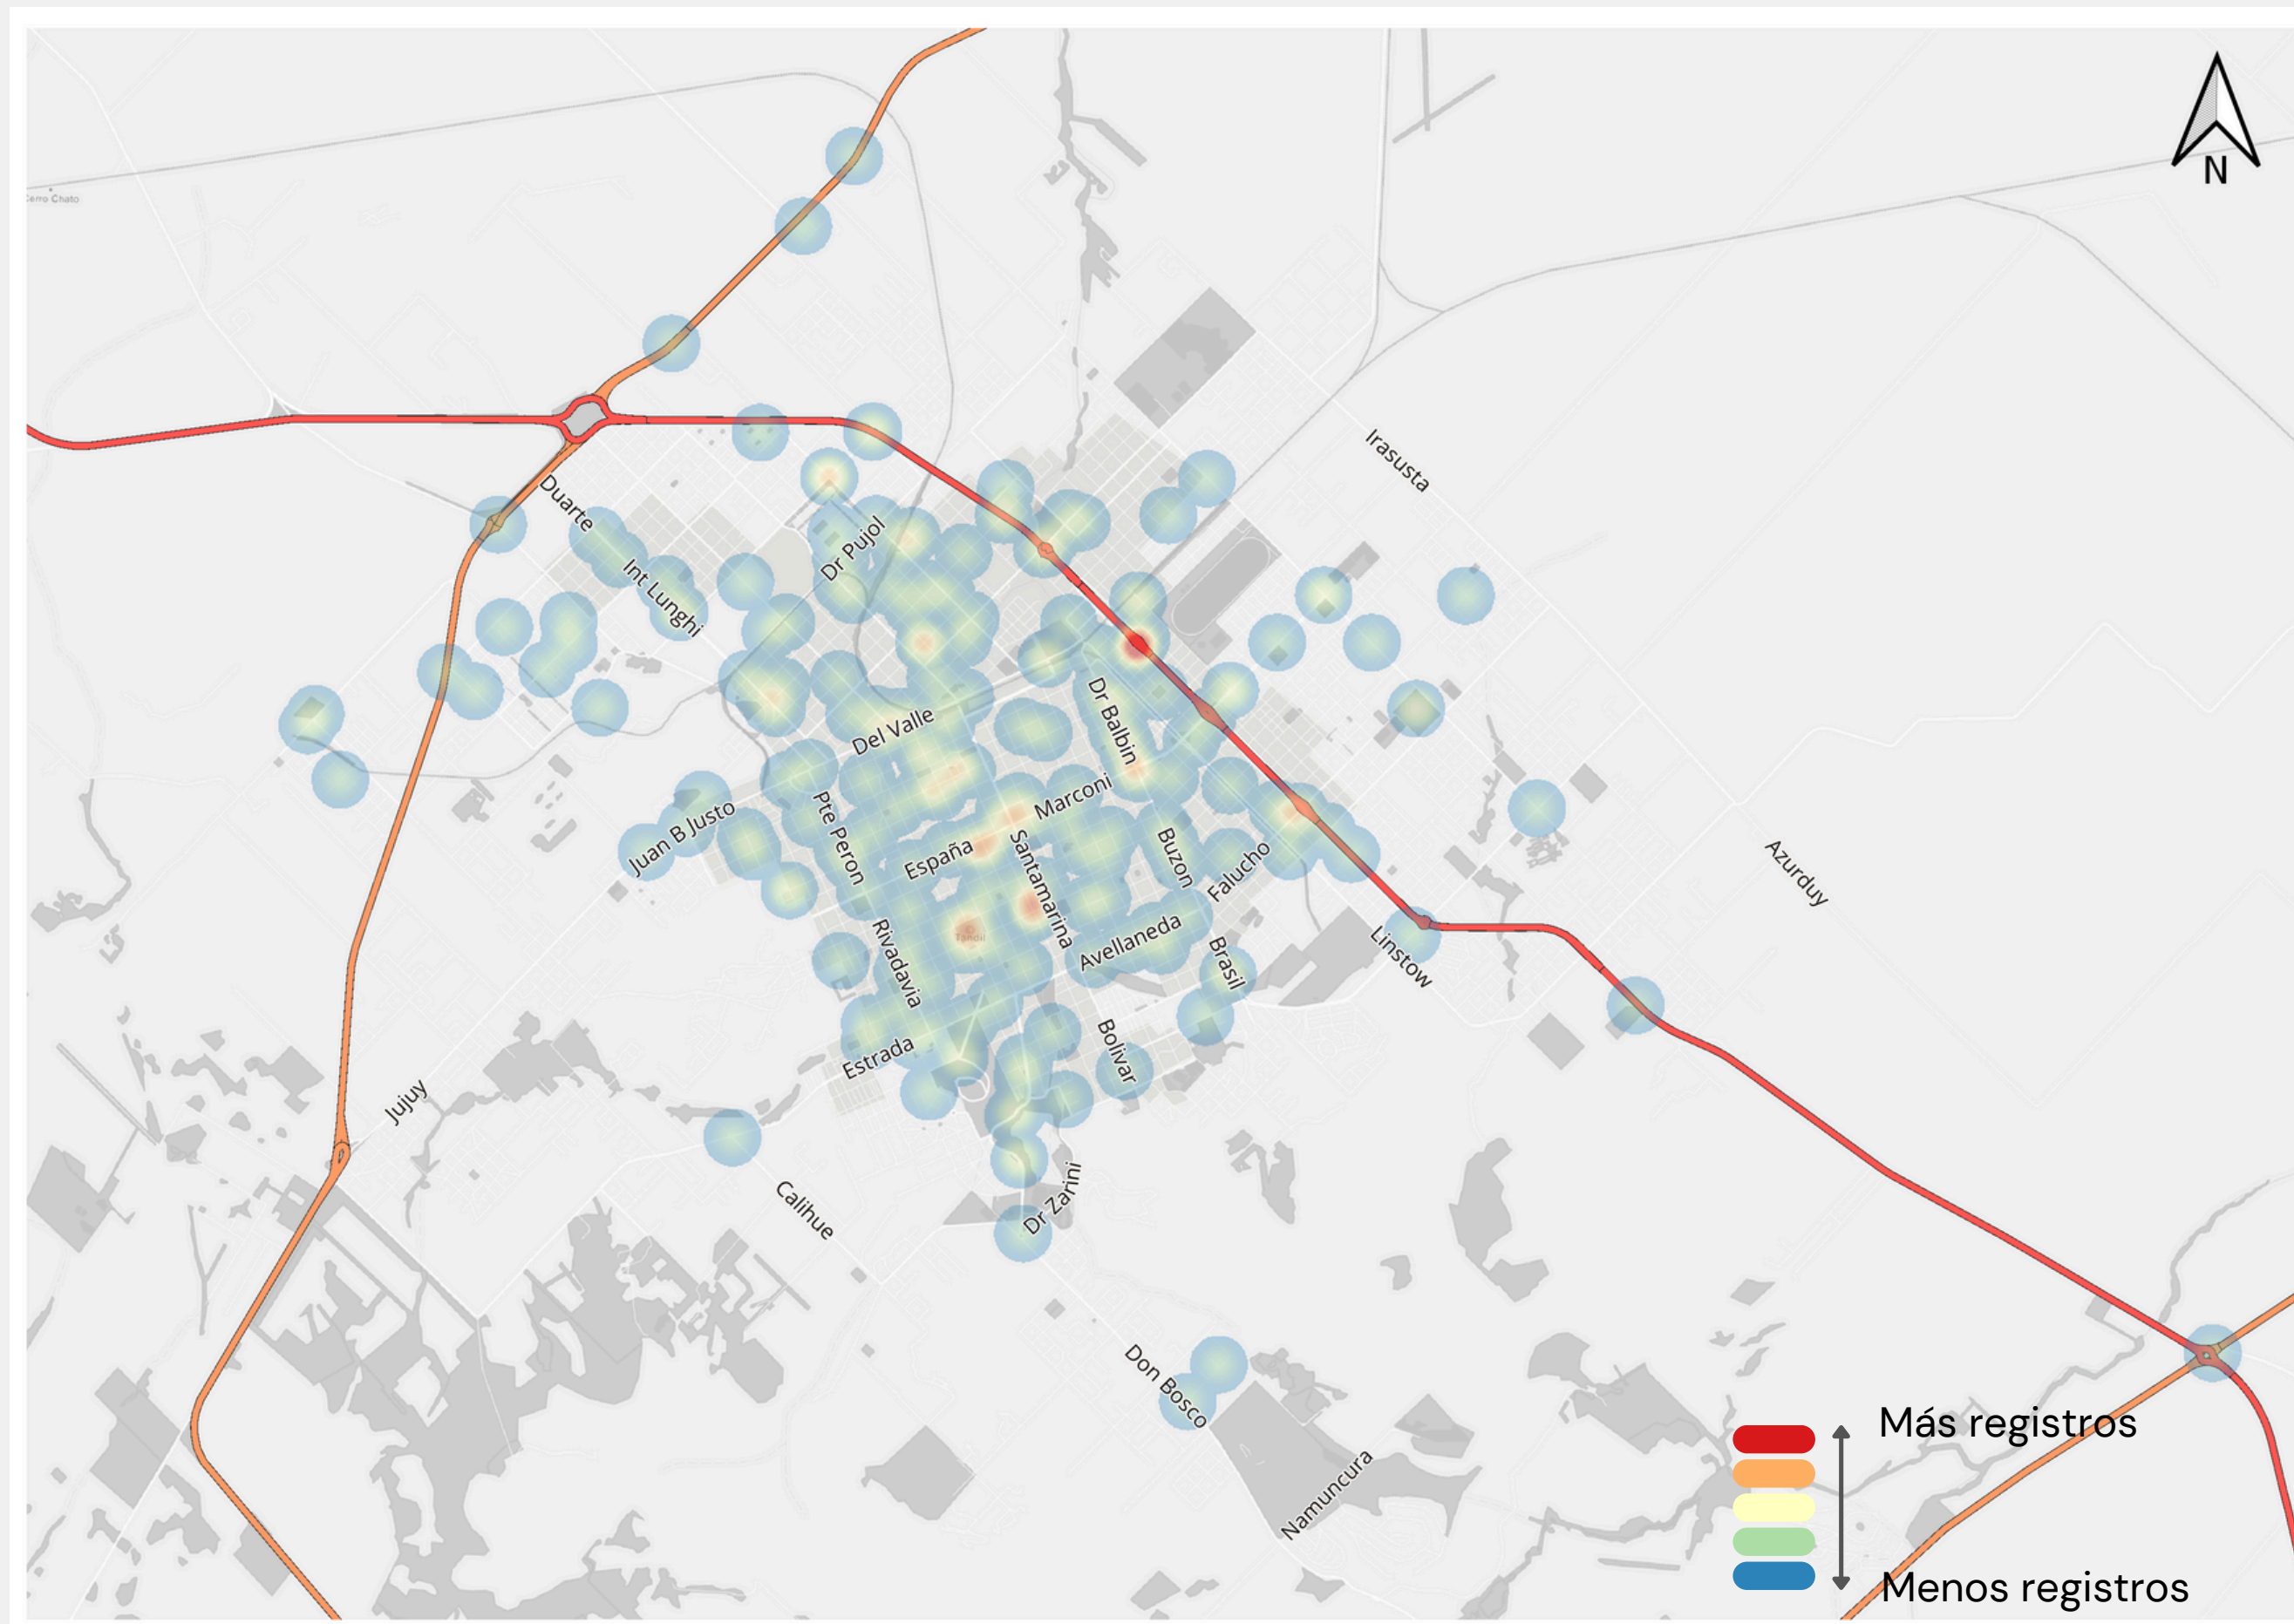 N
Cerro Chato
Irasusta
Duarte
Dr Pujol
Int Lunghi
Dr Balbin
Del Valle
Marconi
Pte Peron
Juan B Justo
España
Santamarina
Buzon
Falucho
Azurduy
Tandil
Rivadavia
Avellaneda
Linstow
Brasil
Estrada
Bolivar
Jujuy
Calihue
Dr Zarini
Don Bosco
Namuncura
Más registros
Menos registros